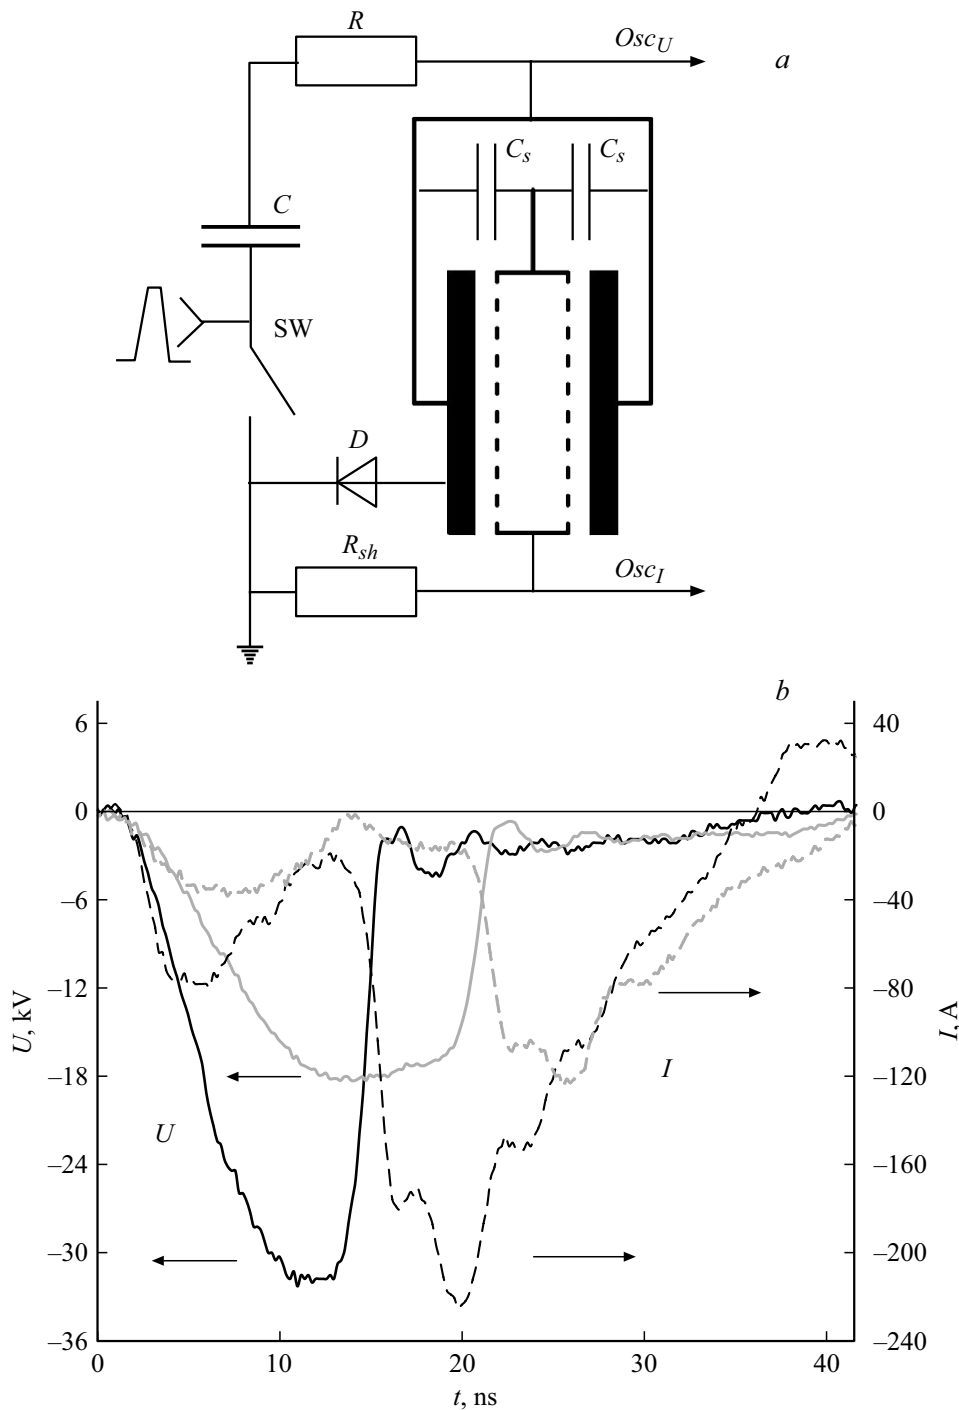 R
Osc_U
a
C_s C_s
C
SW
D
R_sh
Osc_I
b
6 40
0 0
–6 –40
–12 –80
U, kV I, A
–18 –120
I
U
–24 –160
–30 –200
–36 –240
0 10 20 30 40
t, ns